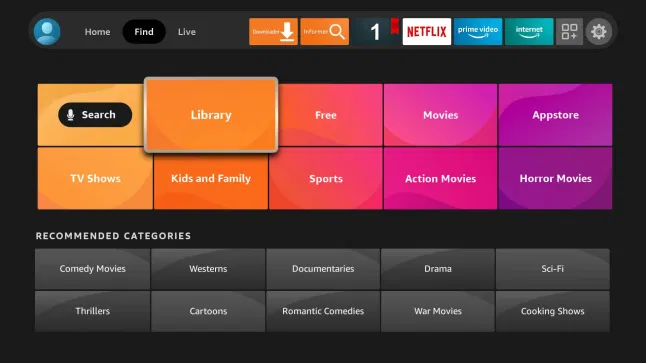 Home
Find
Live
Downloader
1
NETFLIX
prime video
internet
Search
Library
Free
Movies
Appstore
TV Shows
Kids and Family
Sports
Action Movies
Horror Movies
RECOMMENDED CATEGORIES
Comedy Movies
Westerns
Documentaries
Drama
Sci-Fi
Thrillers
Cartoons
Romantic Comedies
War Movies
Cooking Shows